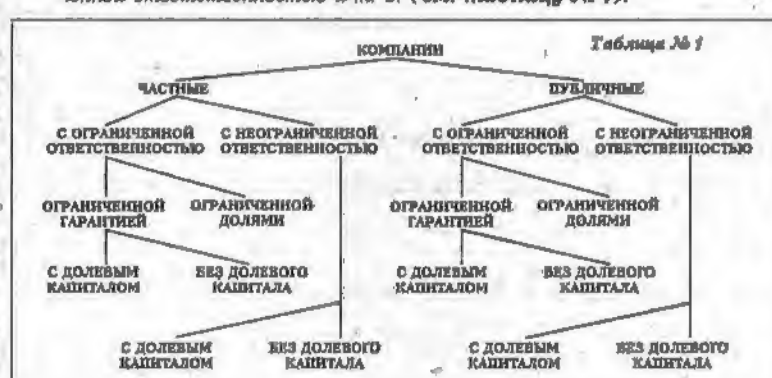 ответственностью и
Таблица № 1
КОМПАНИИ
ЧАСТНЫЕ ПУБЛИЧНЫЕ
С ОГРАНИЧЕННОЙ С НЕОГРАНИЧЕННОЙ С ОГРАНИЧЕННОЙ С НЕОГРАНИЧЕННОЙ
ОТВЕТСТВЕННОСТЬЮ ОТВЕТСТВЕННОСТЬЮ ОТВЕТСТВЕННОСТЬЮ ОТВЕТСТВЕННОСТЬЮ
ОГРАНИЧЕННОЙ ОГРАНИЧЕННОЙ ОГРАНИЧЕННОЙ ОГРАНИЧЕННОЙ
ГАРАНТИЕЙ ДОЛЯМИ ГАРАНТИЕЙ ДОЛЯМИ
С ДОЛЕВЫМ БЕЗ ДОЛЕВОГО С ДОЛЕВЫМ БЕЗ ДОЛЕВОГО
КАПИТАЛОМ КАПИТАЛА КАПИТАЛОМ КАПИТАЛА
С ДОЛЕВЫМ БЕЗ ДОЛЕВОГО С ДОЛЕВЫМ БЕЗ ДОЛЕВОГО
КАПИТАЛОМ КАПИТАЛА КАПИТАЛОМ КАПИТАЛА